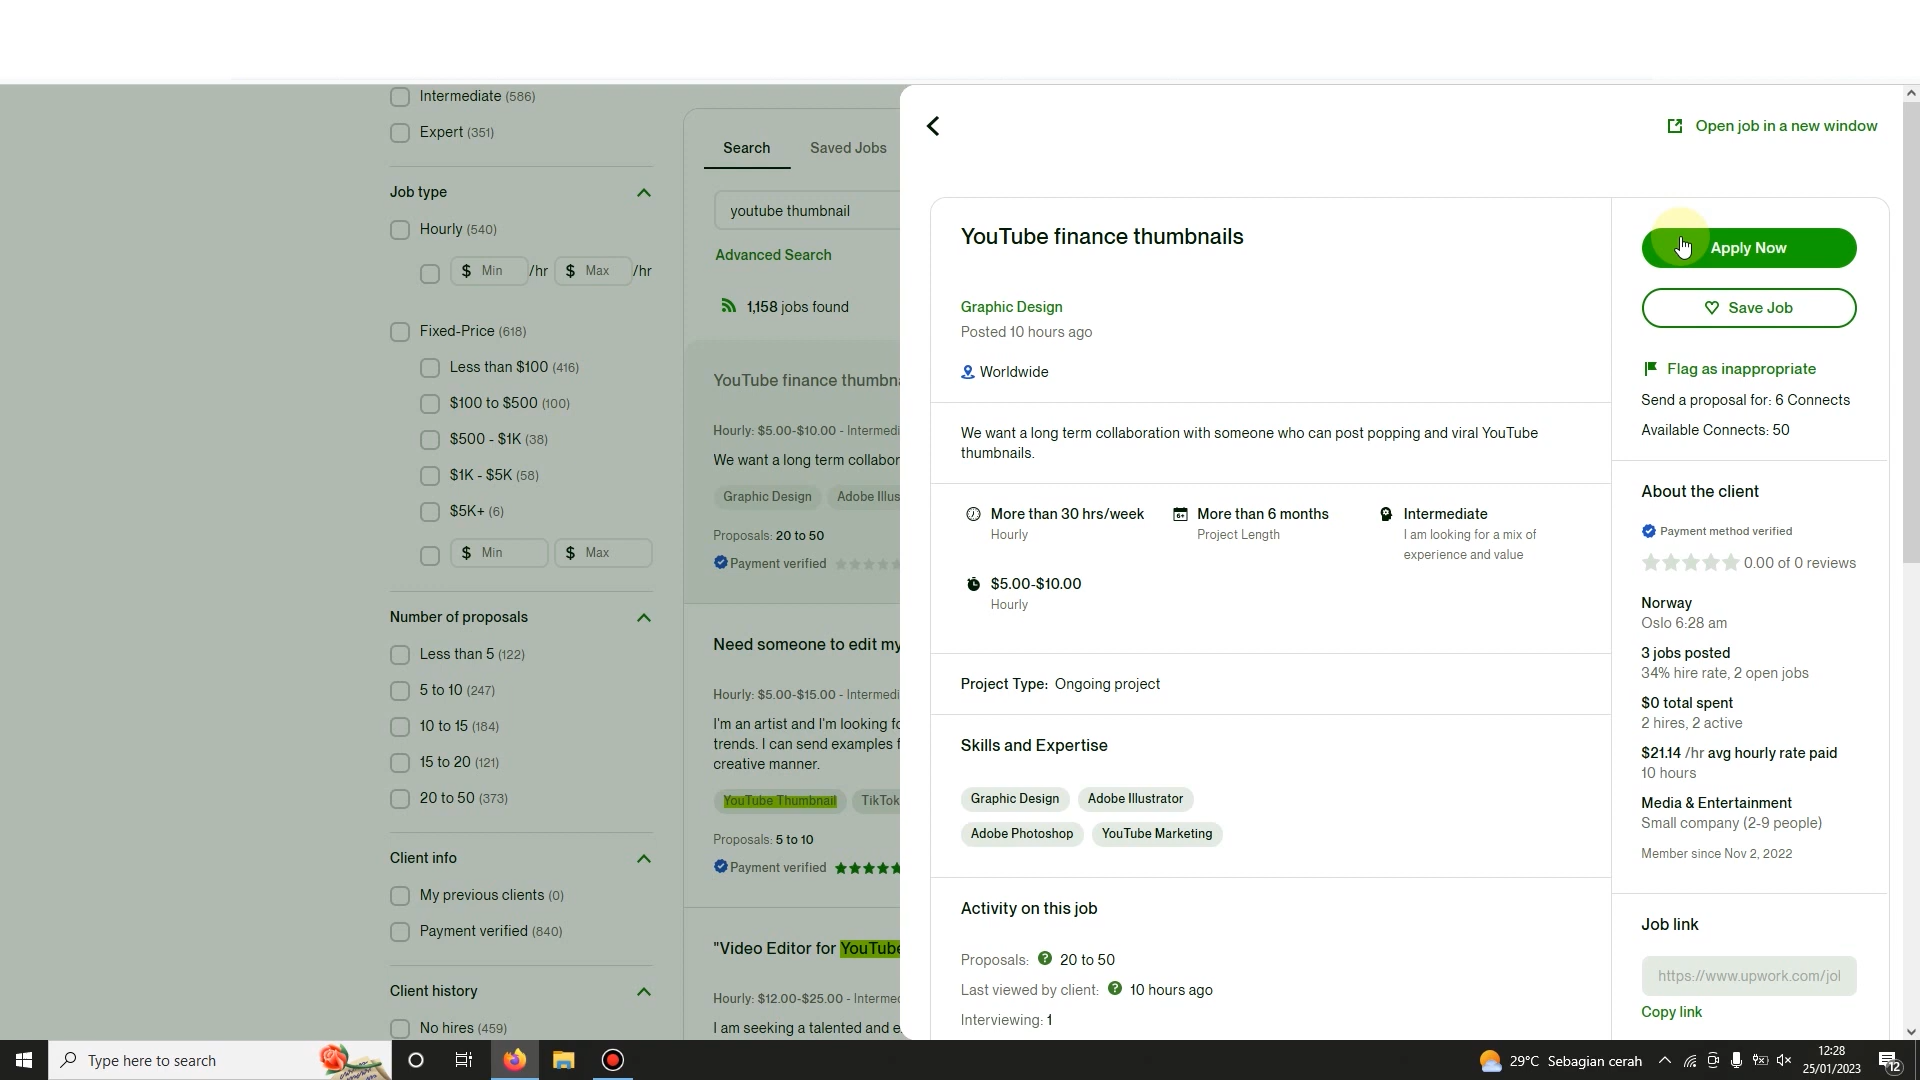 Intermediate (586)
Expert (351)
Job type
Hourly (540)
$ Min /hr $ Max /hr
Fixed-Price (618)
Less than $100 (416)
$100 to $500 (100)
$500 - $1K (38)
$1K - $5K (58)
$5K+ (6)
$ Min $ Max
Number of proposals
Less than 5 (122)
5 to 10 (247)
10 to 15 (184)
15 to 20 (121)
20 to 50 (373)
Client info
My previous clients (0)
Payment verified (840)
Client history
No hires (459)
Search Saved Jobs
youtube thumbnail
Advanced Search
1,158 jobs found
YouTube finance thumbna
Hourly: $5.00-$10.00 - Intermedi
We want a long term collabor
Graphic Design Adobe Illus
Proposals: 20 to 50
Payment verified
Need someone to edit my
Hourly: $5.00-$15.00 - Intermedi
I'm an artist and I'm looking fo
trends. I can send examples f
creative manner.
YouTube Thumbnail TikTok
Proposals: 5 to 10
Payment verified
"Video Editor for YouTube
Hourly: $12.00-$25.00 - Intermed
I am seeking a talented and e
Open job in a new window
YouTube finance thumbnails
Graphic Design
Posted 10 hours ago
Worldwide
We want a long term collaboration with someone who can post popping and viral YouTube
thumbnails.
More than 30 hrs/week
Hourly
More than 6 months
Project Length
Intermediate
I am looking for a mix of
experience and value
$5.00-$10.00
Hourly
Project Type: Ongoing project
Skills and Expertise
Graphic Design Adobe Illustrator
Adobe Photoshop YouTube Marketing
Activity on this job
Proposals: ? 20 to 50
Last viewed by client: ? 10 hours ago
Interviewing: 1
Apply Now
Save Job
Flag as inappropriate
Send a proposal for: 6 Connects
Available Connects: 50
About the client
Payment method verified
0.00 of 0 reviews
Norway
Oslo 6:28 am
3 jobs posted
34% hire rate, 2 open jobs
$0 total spent
2 hires, 2 active
$21.14 /hr avg hourly rate paid
10 hours
Media & Entertainment
Small company (2-9 people)
Member since Nov 2, 2022
Job link
https://www.upwork.com/jol
Copy link
Type here to search
29°C Sebagian cerah
12:28
25/01/2023
12